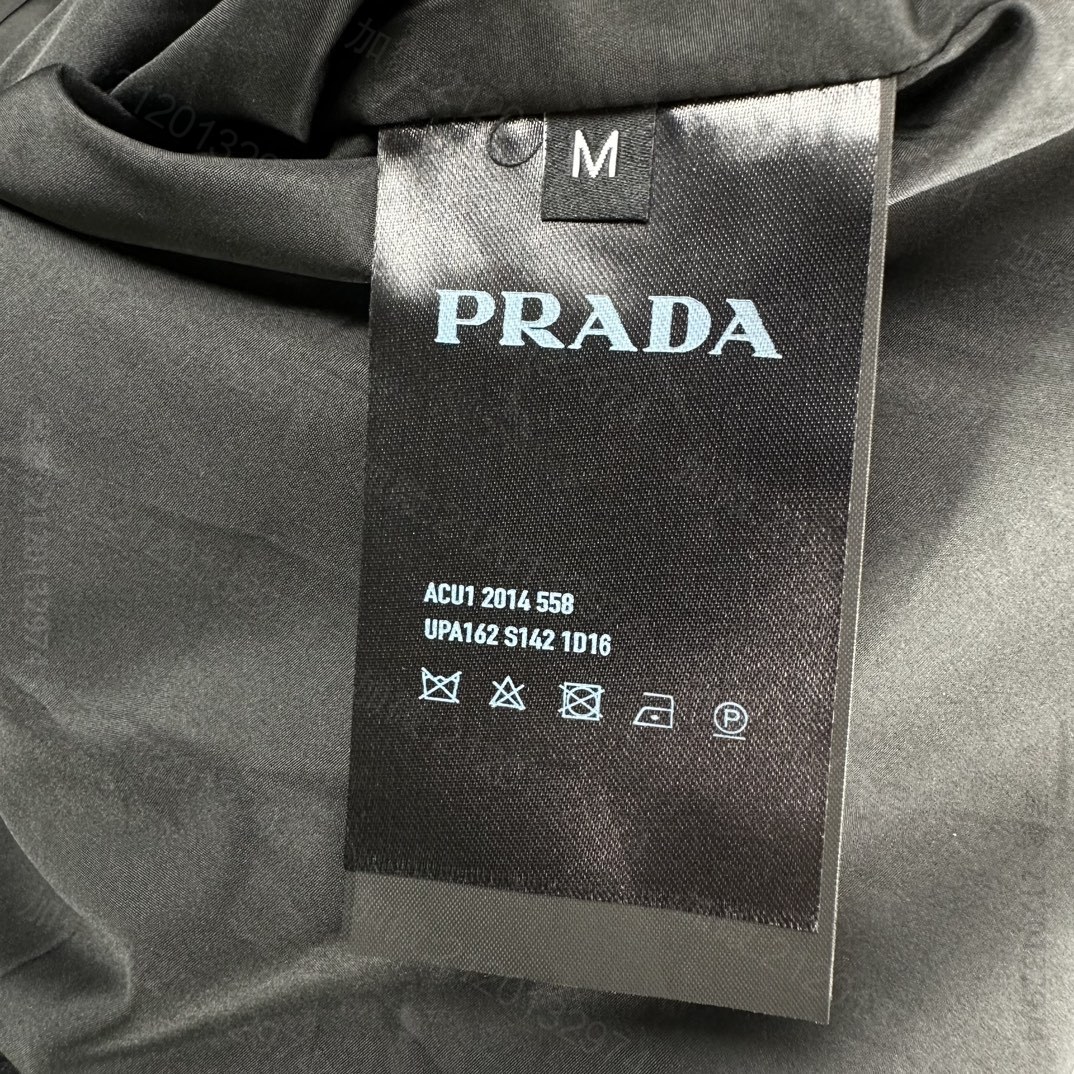 M
PRADA
ACU1 2014 558
UPA162 S142 1D16
P